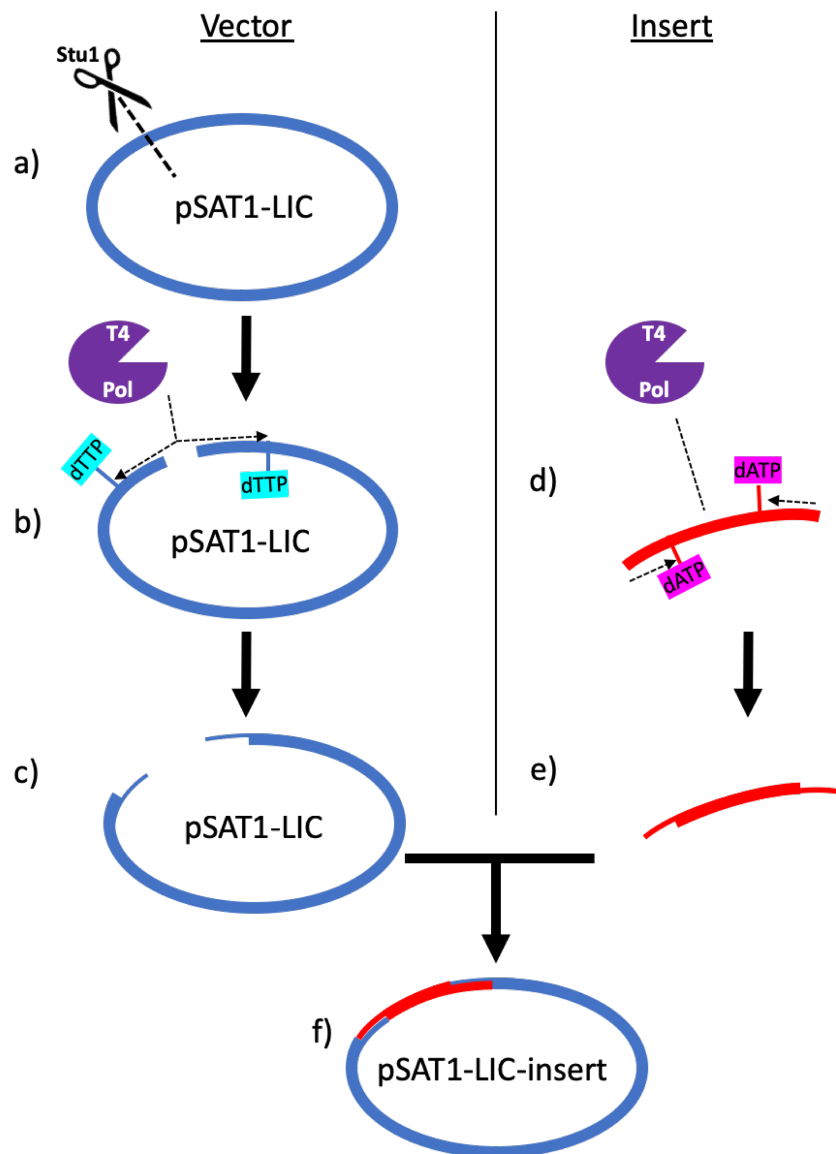 Vector
Insert
Stu1
a)
pSAT1-LIC
T4
Pol
T4
Pol
dTTP
dTTP
b)
pSAT1-LIC
d)
dATP
dATP
c)
pSAT1-LIC
e)
f)
pSAT1-LIC-insert